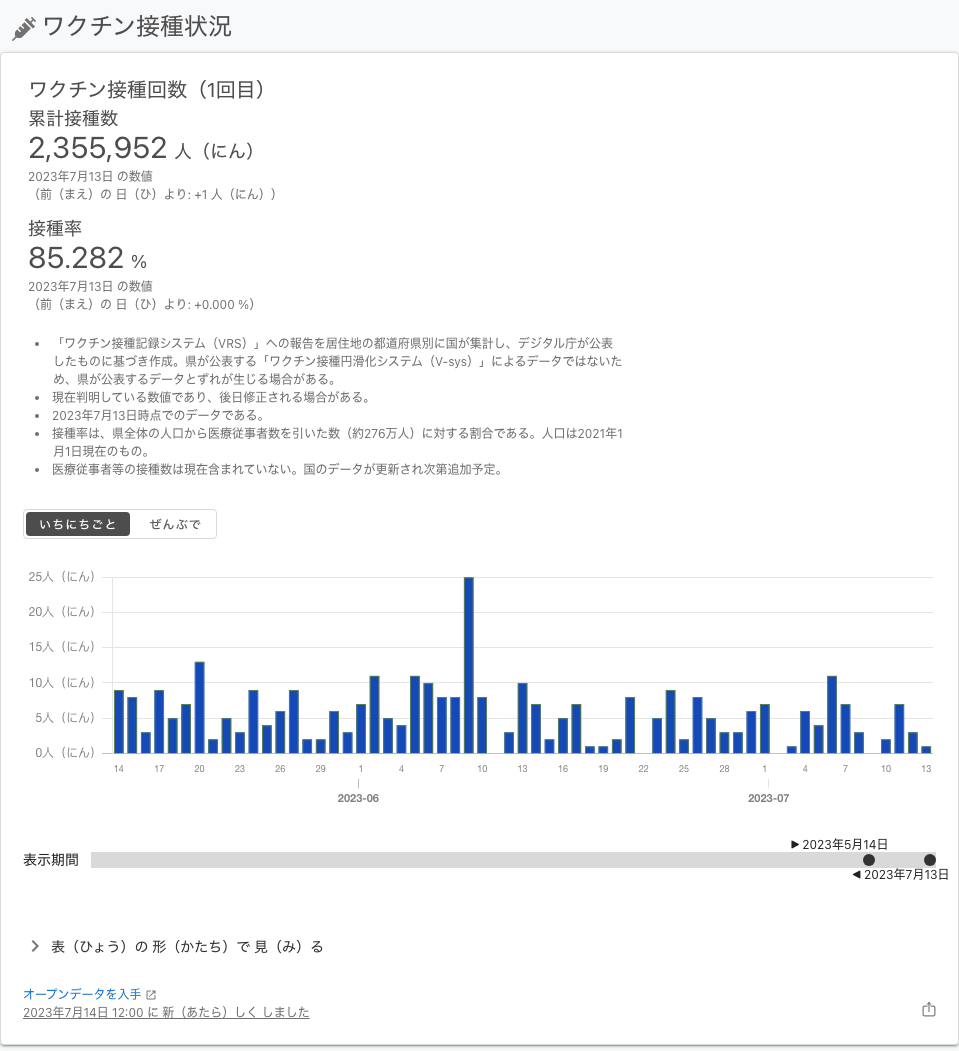 ワクチン接種状況
ワクチン接種回数（1回目）
累計接種数
2,355,952 人（にん）
2023年7月13日 の数値
（前（まえ）の 日（ひ）より: +1 人（にん））
接種率
85.282 %
2023年7月13日 の数値
（前（まえ）の 日（ひ）より: +0.000 %）
• 「ワクチン接種記録システム（VRS）」への報告を居住地の都道府県別に国が集計し、デジタル庁が公表
したものに基づき作成。県が公表する「ワクチン接種円滑化システム（V-sys）」によるデータではないた
め、県が公表するデータとずれが生じる場合がある。
• 現在判明している数値であり、後日修正される場合がある。
• 2023年7月13日時点でのデータである。
• 接種率は、県全体の人口から医療従事者数を引いた数（約276万人）に対する割合である。人口は2021年1
月1日現在のもの。
• 医療従事者等の接種数は現在含まれていない。国のデータが更新され次第追加予定。
いちにちごと ぜんぶで
25人（にん）
20人（にん）
15人（にん）
10人（にん）
5人（にん）
0人（にん）
14 17 20 23 26 29 1 4 7 10 13 16 19 22 25 28 1 4 7 10 13
2023-06 2023-07
▶ 2023年5月14日
表示期間
◀ 2023年7月13日
表（ひょう）の 形（かたち）で 見（み）る
オープンデータを入手
2023年7月14日 12:00 に 新（あたら）しく しました